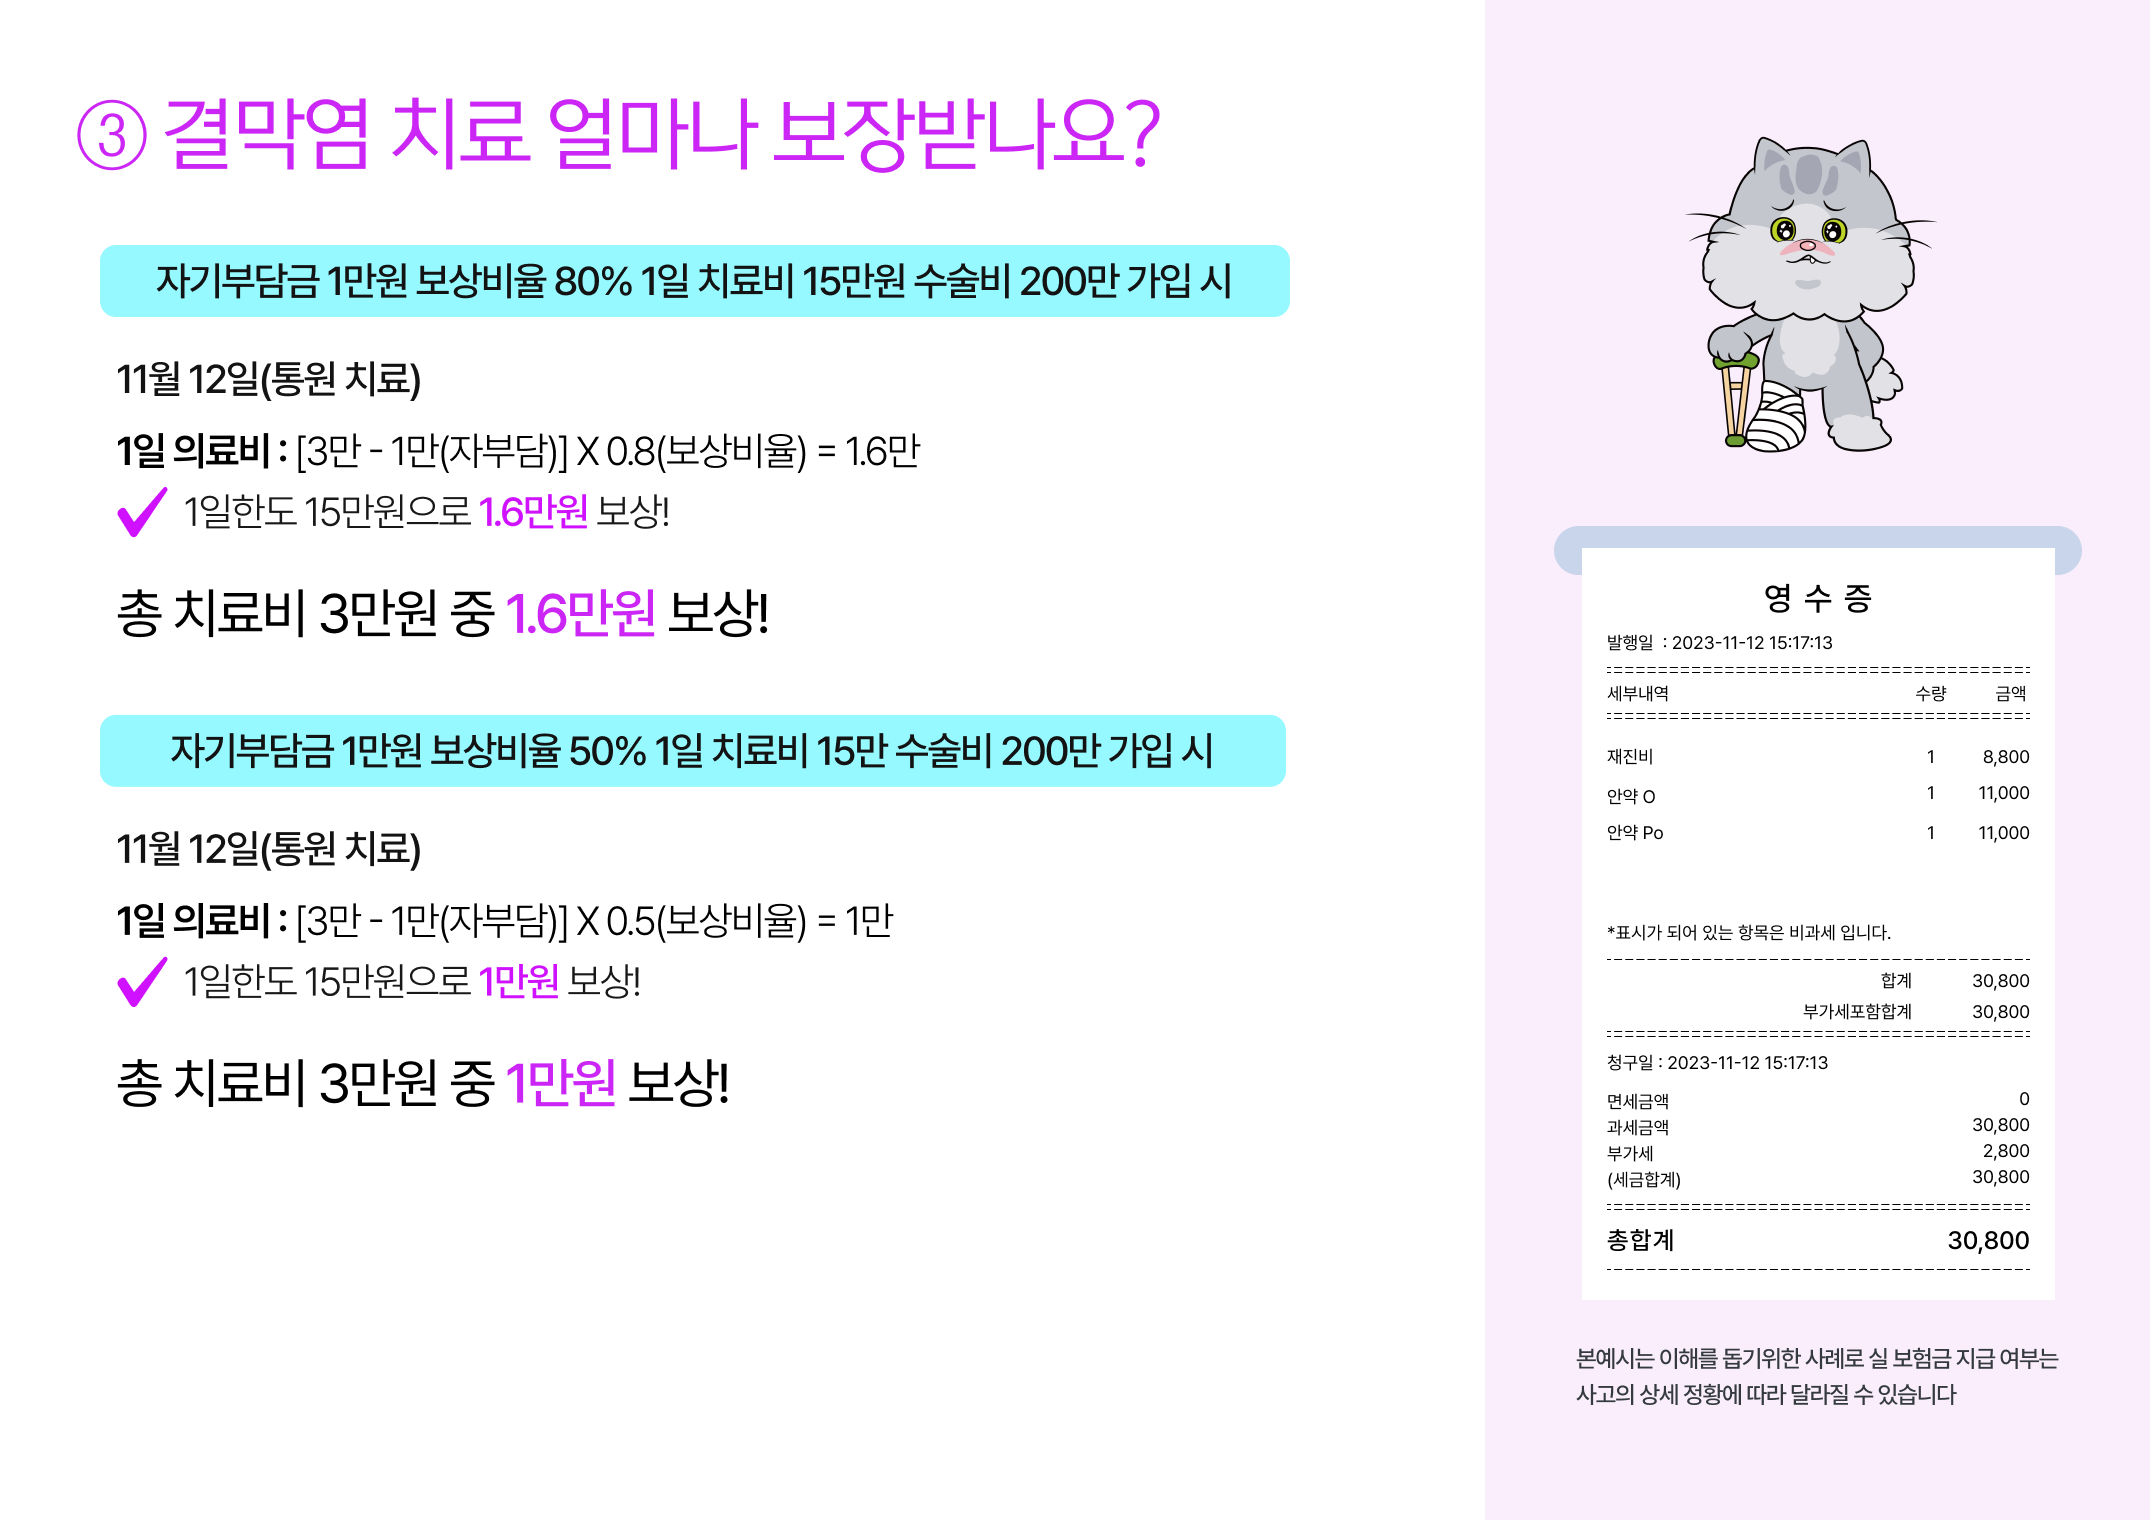 ③ 결막염 치료 얼마나 보장받나요?
자기부담금 1만원 보상비율 80% 1일 치료비 15만원 수술비 200만 가입 시
11월 12일(통원 치료)
1일 의료비 : [3만 - 1만(자부담)] X 0.8(보상비율) = 1.6만
1일한도 15만원으로 1.6만원 보상!
총 치료비 3만원 중 1.6만원 보상!
자기부담금 1만원 보상비율 50% 1일 치료비 15만 수술비 200만 가입 시
11월 12일(통원 치료)
1일 의료비 : [3만 - 1만(자부담)] X 0.5(보상비율) = 1만
1일한도 15만원으로 1만원 보상!
총 치료비 3만원 중 1만원 보상!
영 수 증
발행일 : 2023-11-12 15:17:13
세부내역 수량 금액
재진비 1 8,800
안약 O 1 11,000
안약 Po 1 11,000
*표시가 되어 있는 항목은 비과세 입니다.
합계 30,800
부가세포함합계 30,800
청구일 : 2023-11-12 15:17:13
면세금액 0
과세금액 30,800
부가세 2,800
(세금합계) 30,800
총합계 30,800
본예시는 이해를 돕기위한 사례로 실 보험금 지급 여부는
사고의 상세 정황에 따라 달라질 수 있습니다